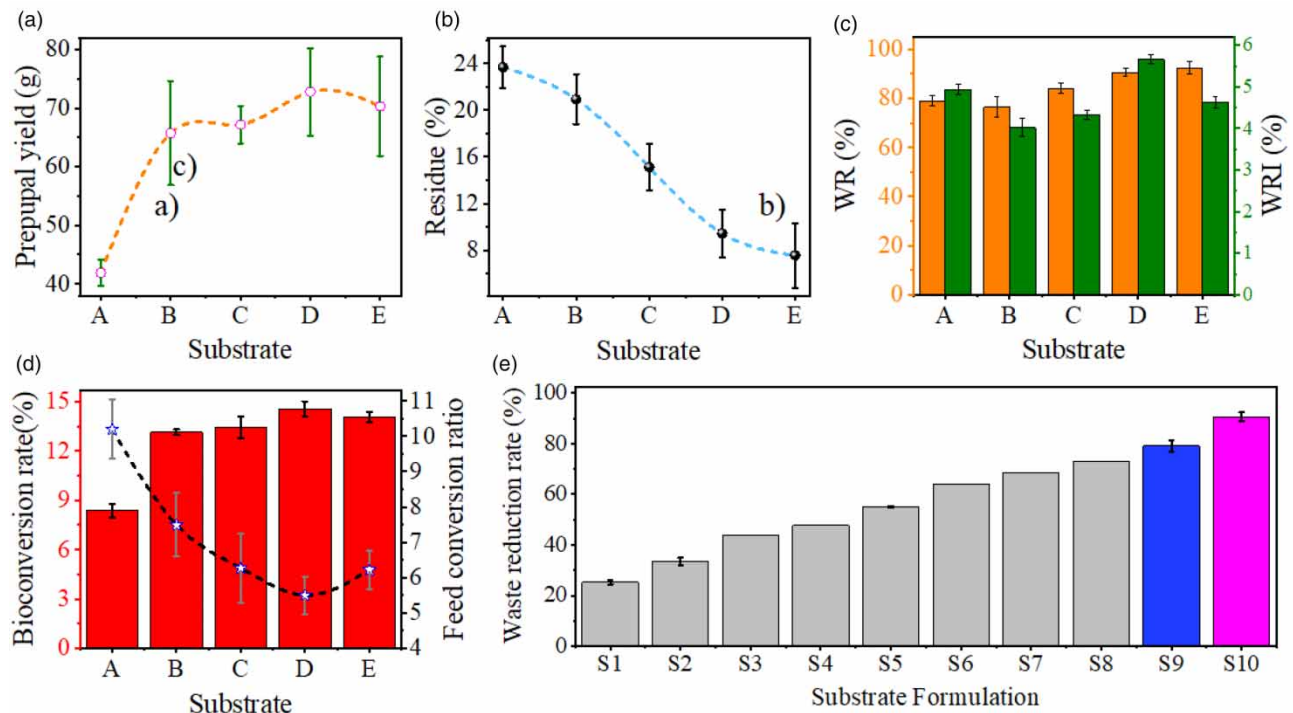 (a)
Prepupal yield (g)
80
70
60
50
40
c)
a)
A B C D E
Substrate
(b)
Residue (%)
24
20
16
12
8
b)
A B C D E
Substrate
(c)
WR (%)
100
80
60
40
20
0
6
5
4
3
2
1
0
WRI (%)
A B C D E
Substrate
(d)
Bioconversion rate(%)
15
12
9
6
3
0
11
10
9
8
7
6
5
4
Feed conversion ratio
A B C D E
Substrate
(e)
Waste reduction rate (%)
100
80
60
40
20
0
S1 S2 S3 S4 S5 S6 S7 S8 S9 S10
Substrate Formulation